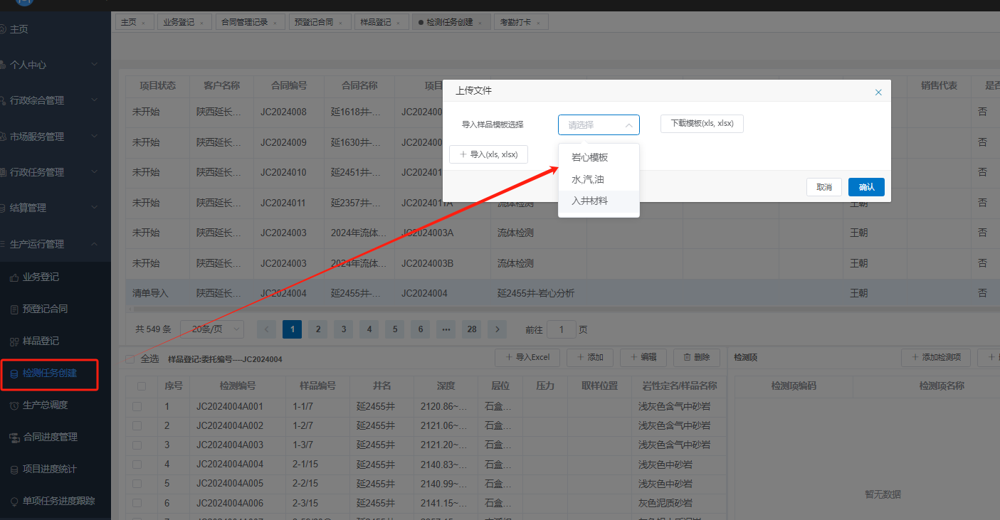 主页
个人中心
行政综合管理
市场服务管理
行政任务管理
结算管理
生产运行管理
业务登记
预登记合同
样品登记
检测任务创建
生产总调度
合同进度管理
项目进度统计
单项任务进度跟踪
主页 业务登记 合同管理记录 预登记合同 样品登记 检测任务创建 考勤打卡
项目状态 客户名称 合同编号 合同名称 项目 销售代表 是否
未开始 陕西延长... JC2024008 延1618井-... JC202400 否
未开始 陕西延长... JC2024009 延1630井-... JC202400 否
未开始 陕西延长... JC2024010 延2451井-... JC202401 否
未开始 陕西延长... JC2024011 延2357井-... JC2024011A 流体检测 王朝 否
未开始 陕西延长... JC2024003 2024年流体... JC2024003A 流体检测 王朝 否
未开始 陕西延长... JC2024003 2024年流体... JC2024003B 流体检测 王朝 否
清单导入 陕西延长... JC2024004 延2455井-... JC2024004 延2455井-岩心分析 王朝 否
上传文件
导入样品模板选择 请选择 下载模板(xls, xlsx)
导入(xls, xlsx)
岩心模板
水,汽,油
入井材料
取消 确认
共 549 条 20条/页 1 2 3 4 5 6 ••• 28 前往 1 页
全选 样品登记:委托编号----JC2024004 导入Excel 添加 编辑 删除
序号 检测编号 样品编号 井名 深度 层位 压力 取样位置 岩性定名/样品名称
1 JC2024004A001 1-1/7 延2455井 2120.86~... 石盒... 浅灰色含气中砂岩
2 JC2024004A002 1-2/7 延2455井 2121.06~... 石盒... 浅灰色含气中砂岩
3 JC2024004A003 1-3/7 延2455井 2121.20~... 石盒... 浅灰色含气中砂岩
4 JC2024004A004 2-1/15 延2455井 2140.83~... 石盒... 浅灰色中砂岩
5 JC2024004A005 2-2/15 延2455井 2140.99~... 石盒... 浅灰色中砂岩
6 JC2024004A006 2-3/15 延2455井 2141.15~... 石盒... 灰色泥质砂岩
检测项 添加检测项
检测项编码 检测项名称
暂无数据